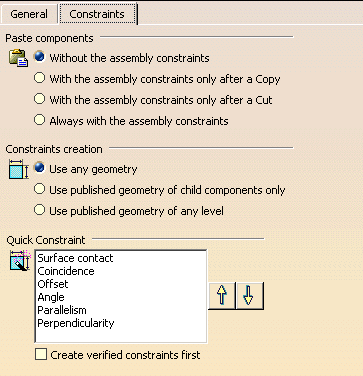 General
Constraints
Paste components
Without the assembly constraints
With the assembly constraints only after a Copy
With the assembly constraints only after a Cut
Always with the assembly constraints
Constraints creation
Use any geometry
Use published geometry of child components only
Use published geometry of any level
Quick Constraint
Surface contact
Coincidence
Offset
Angle
Parallelism
Perpendicularity
Create verified constraints first